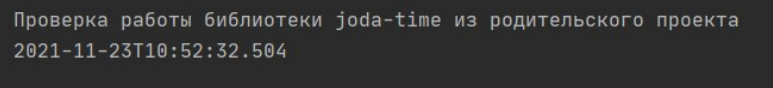 Проверка работы библиотеки joda-time из родительского проекта
2021-11-23T10:52:32.504